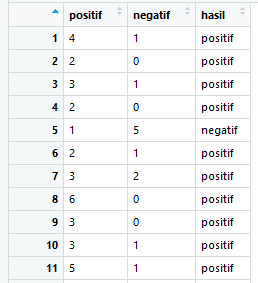 positif negatif hasil
1 4 1 positif
2 2 0 positif
3 3 1 positif
4 2 0 positif
5 1 5 negatif
6 2 1 positif
7 3 2 positif
8 6 0 positif
9 3 0 positif
10 3 1 positif
11 5 1 positif